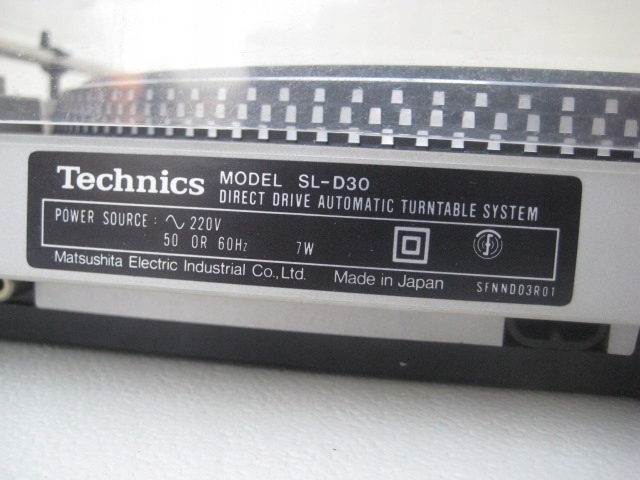 Technics MODEL SL-D30
DIRECT DRIVE AUTOMATIC TURNTABLE SYSTEM
POWER SOURCE : ∿ 220V
50 OR 60Hz 7W
Matsushita Electric Industrial Co., Ltd. Made in Japan SFNND03R01